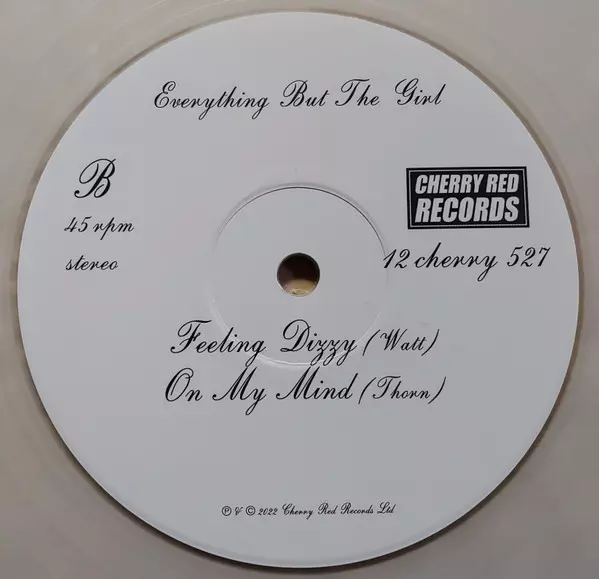 Everything But The Girl
B
CHERRY RED
RECORDS
45 rpm
stereo
12 cherry 527
Feeling Dizzy (Watt)
On My Mind (Thorn)
℗ & © 2022 Cherry Red Records Ltd